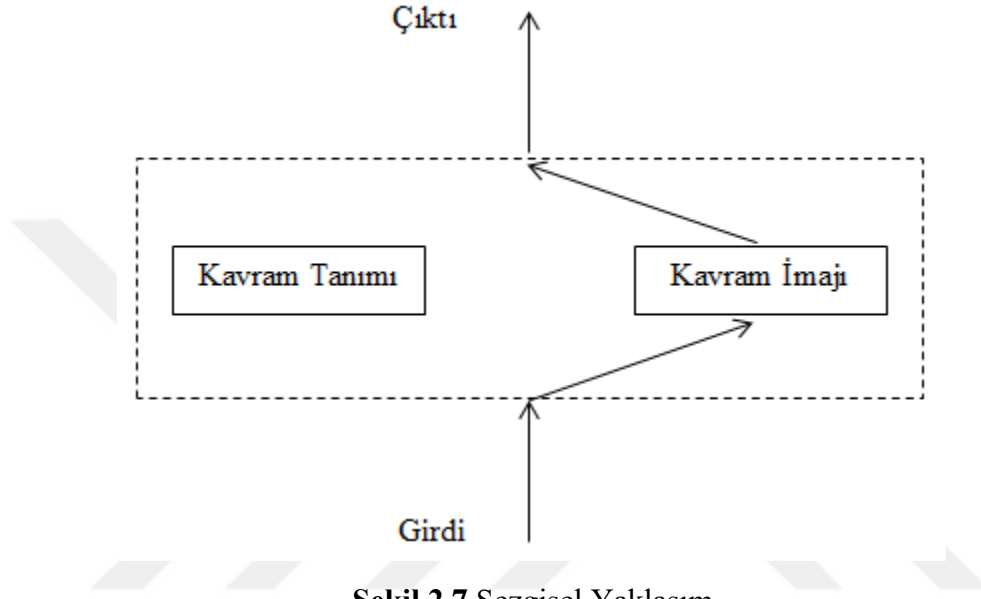 Çıktı
Kavram Tanımı
Kavram İmajı
Girdi
Şekil 2.7 Sezgisel Yaklaşım